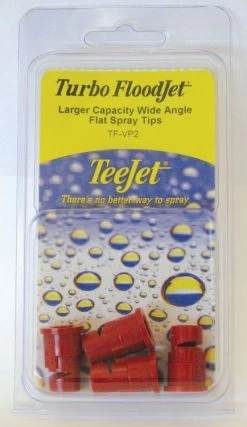 Turbo FloodJet
Larger Capacity Wide Angle
Flat Spray Tips
TF-VP2
TeeJet®
There's no better way to spray